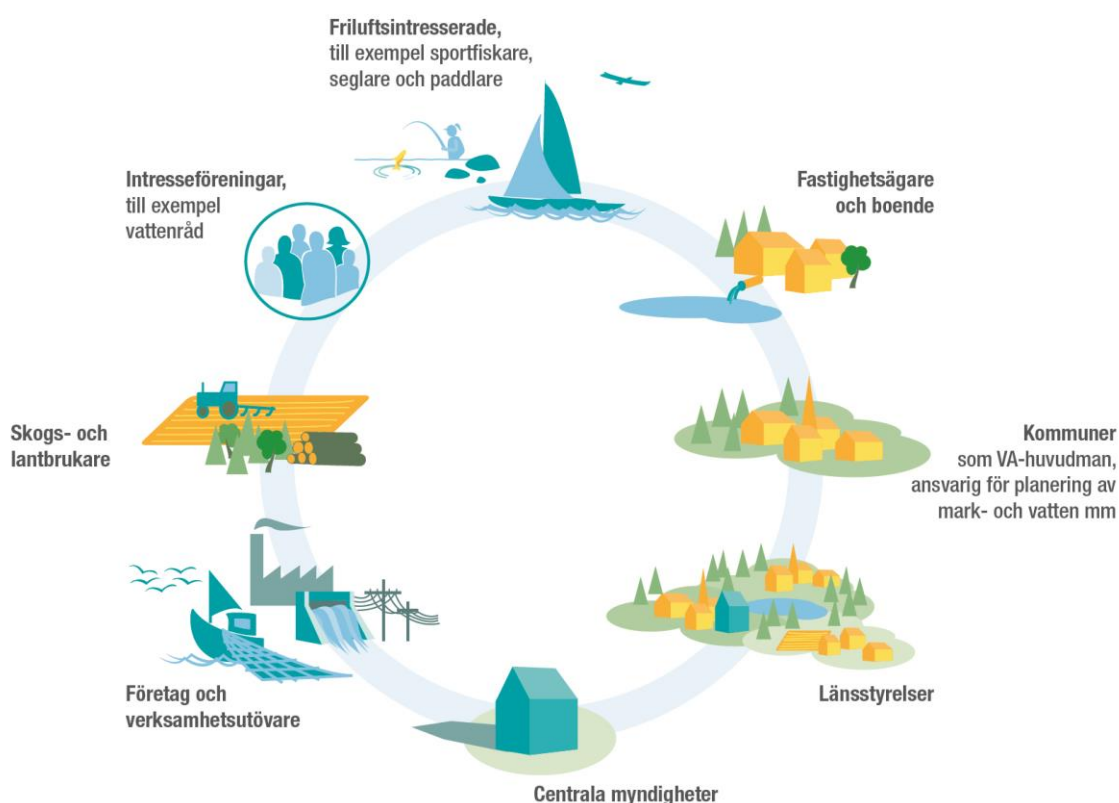 Friluftsintresserade,
till exempel sportfiskare,
seglare och paddlare
Intresseföreningar,
till exempel
vattenråd
Fastighetsägare
och boende
Skogs- och
lantbrukare
Kommuner
som VA-huvudman,
ansvarig för planering av
mark- och vatten mm
Företag och
verksamhetsutövare
Länsstyrelser
Centrala myndigheter